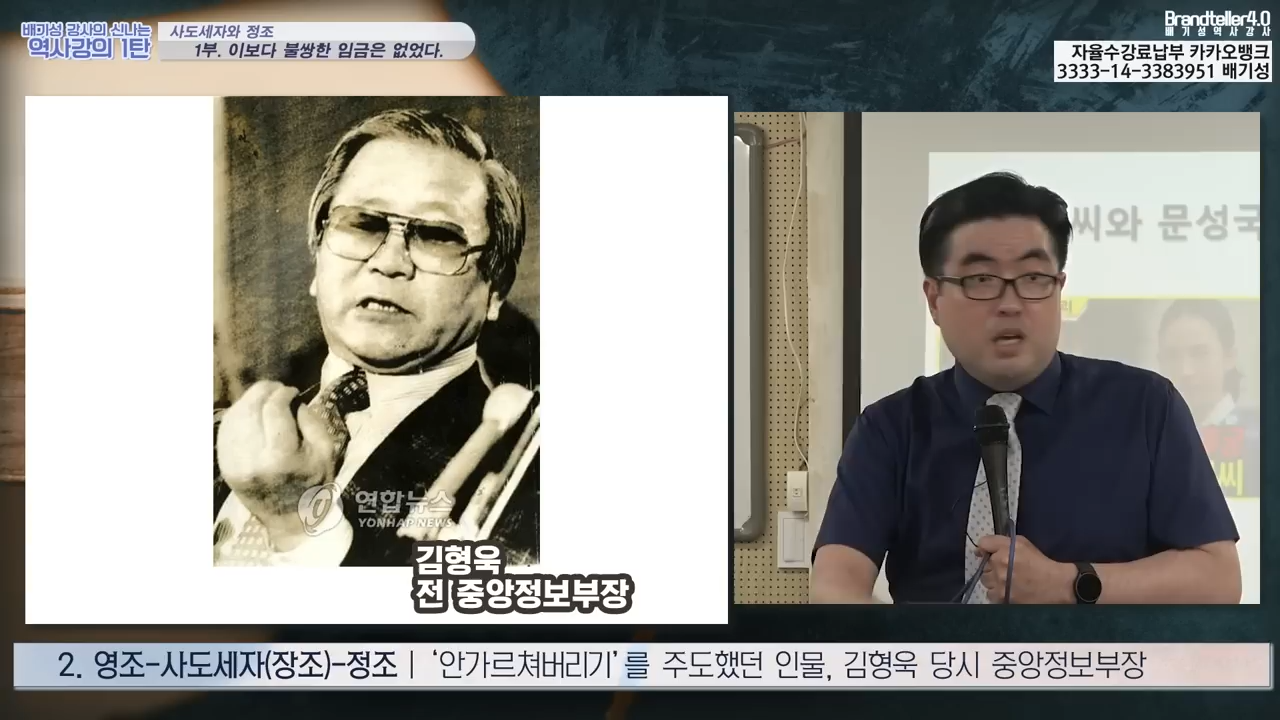 배기성 강사의 신나는
역사강의 1탄
사도세자와 정조
1부. 이보다 불쌍한 임금은 없었다.
Brandteller4.0
배기성역사강사
자율수강료납부 카카오뱅크
3333-14-3383951 배기성
씨와 문성국
연합뉴스
YONHAP NEWS
김형욱
전 중앙정보부장
씨
2. 영조-사도세자(장조)-정조 | '안가르쳐버리기'를 주도했던 인물, 김형욱 당시 중앙정보부장